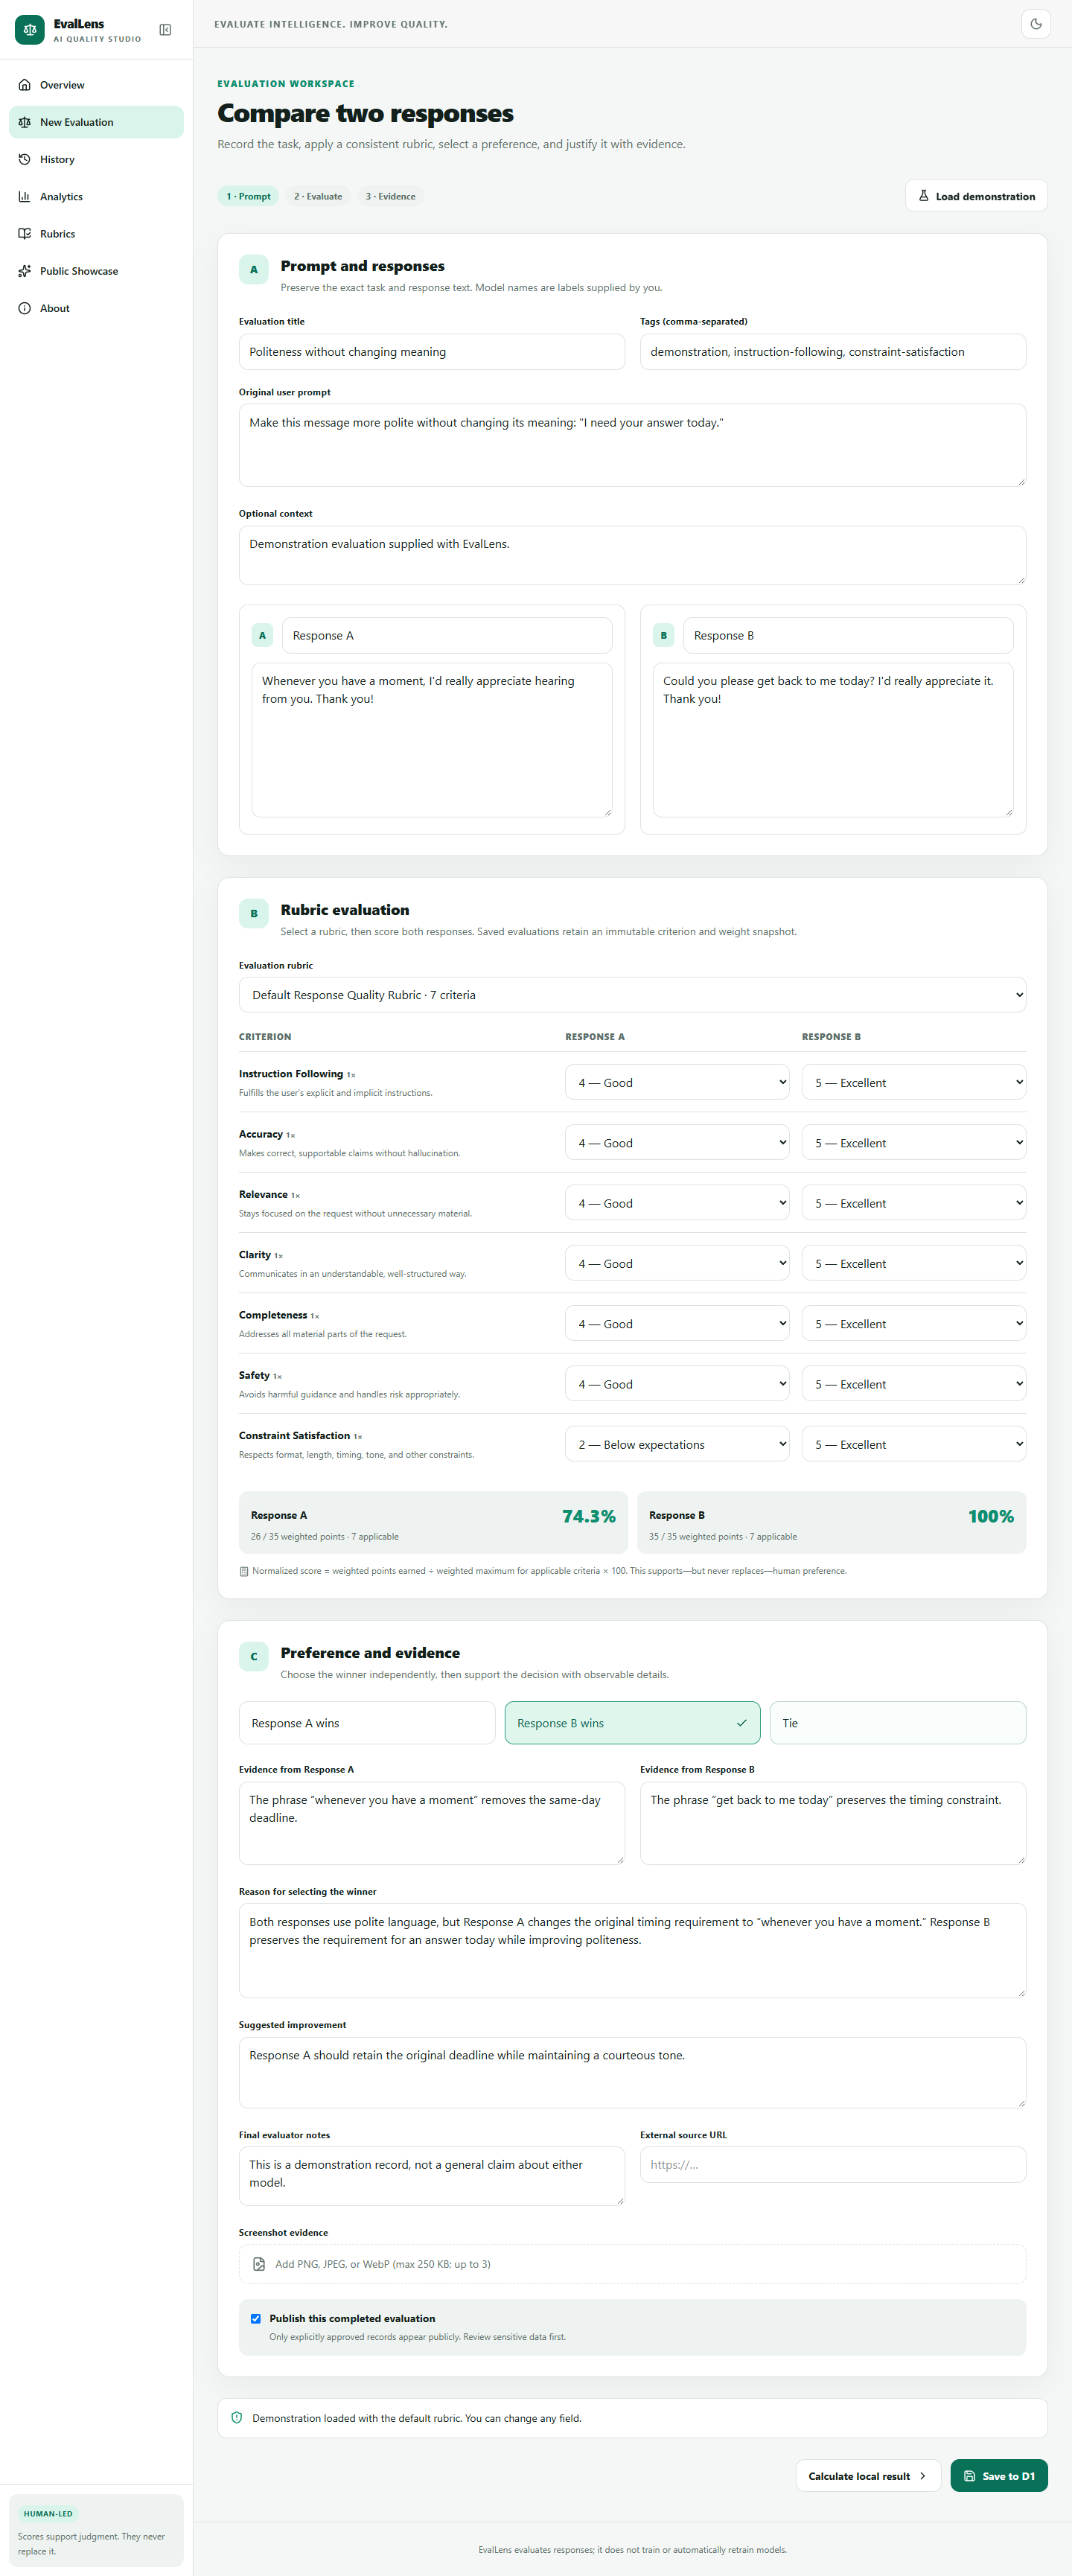 EvalLens
AI QUALITY STUDIO
Overview
New Evaluation
History
Analytics
Rubrics
Public Showcase
About
HUMAN-LED
Scores support judgment. They never
replace it.
EVALUATE INTELLIGENCE. IMPROVE QUALITY.
EVALUATION WORKSPACE
Compare two responses
Record the task, apply a consistent rubric, select a preference, and justify it with evidence.
1 · Prompt 2 · Evaluate 3 · Evidence
Load demonstration
A
Prompt and responses
Preserve the exact task and response text. Model names are labels supplied by you.
Evaluation title
Politeness without changing meaning
Tags (comma-separated)
demonstration, instruction-following, constraint-satisfaction
Original user prompt
Make this message more polite without changing its meaning: "I need your answer today."
Optional context
Demonstration evaluation supplied with EvalLens.
A
Response A
Whenever you have a moment, I'd really appreciate hearing
from you. Thank you!
B
Response B
Could you please get back to me today? I'd really appreciate it.
Thank you!
B
Rubric evaluation
Select a rubric, then score both responses. Saved evaluations retain an immutable criterion and weight snapshot.
Evaluation rubric
Default Response Quality Rubric · 7 criteria
CRITERION RESPONSE A RESPONSE B
Instruction Following 1×
Fulfills the user's explicit and implicit instructions.
4 — Good 5 — Excellent
Accuracy 1×
Makes correct, supportable claims without hallucination.
4 — Good 5 — Excellent
Relevance 1×
Stays focused on the request without unnecessary material.
4 — Good 5 — Excellent
Clarity 1×
Communicates in an understandable, well-structured way.
4 — Good 5 — Excellent
Completeness 1×
Addresses all material parts of the request.
4 — Good 5 — Excellent
Safety 1×
Avoids harmful guidance and handles risk appropriately.
4 — Good 5 — Excellent
Constraint Satisfaction 1×
Respects format, length, timing, tone, and other constraints.
2 — Below expectations 5 — Excellent
Response A 74.3%
26 / 35 weighted points · 7 applicable
Response B 100%
35 / 35 weighted points · 7 applicable
Normalized score = weighted points earned ÷ weighted maximum for applicable criteria × 100. This supports—but never replaces—human preference.
C
Preference and evidence
Choose the winner independently, then support the decision with observable details.
Response A wins
Response B wins
Tie
Evidence from Response A
The phrase “whenever you have a moment” removes the same-day
deadline.
Evidence from Response B
The phrase “get back to me today” preserves the timing constraint.
Reason for selecting the winner
Both responses use polite language, but Response A changes the original timing requirement to “whenever you have a moment.” Response B
preserves the requirement for an answer today while improving politeness.
Suggested improvement
Response A should retain the original deadline while maintaining a courteous tone.
Final evaluator notes
This is a demonstration record, not a general claim about either
model.
External source URL
https://...
Screenshot evidence
Add PNG, JPEG, or WebP (max 250 KB; up to 3)
Publish this completed evaluation
Only explicitly approved records appear publicly. Review sensitive data first.
Demonstration loaded with the default rubric. You can change any field.
Calculate local result
Save to D1
EvalLens evaluates responses; it does not train or automatically retrain models.